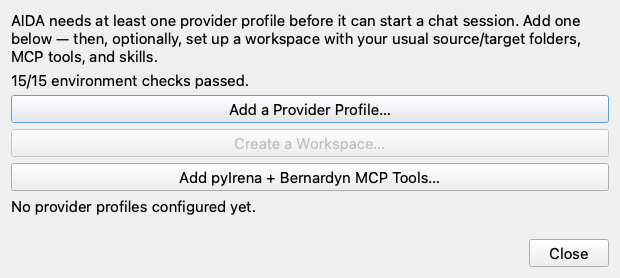 AIDA needs at least one provider profile before it can start a chat session. Add one
below — then, optionally, set up a workspace with your usual source/target folders,
MCP tools, and skills.
15/15 environment checks passed.
Add a Provider Profile...
Create a Workspace...
Add pyIrena + Bernardyn MCP Tools...
No provider profiles configured yet.
Close